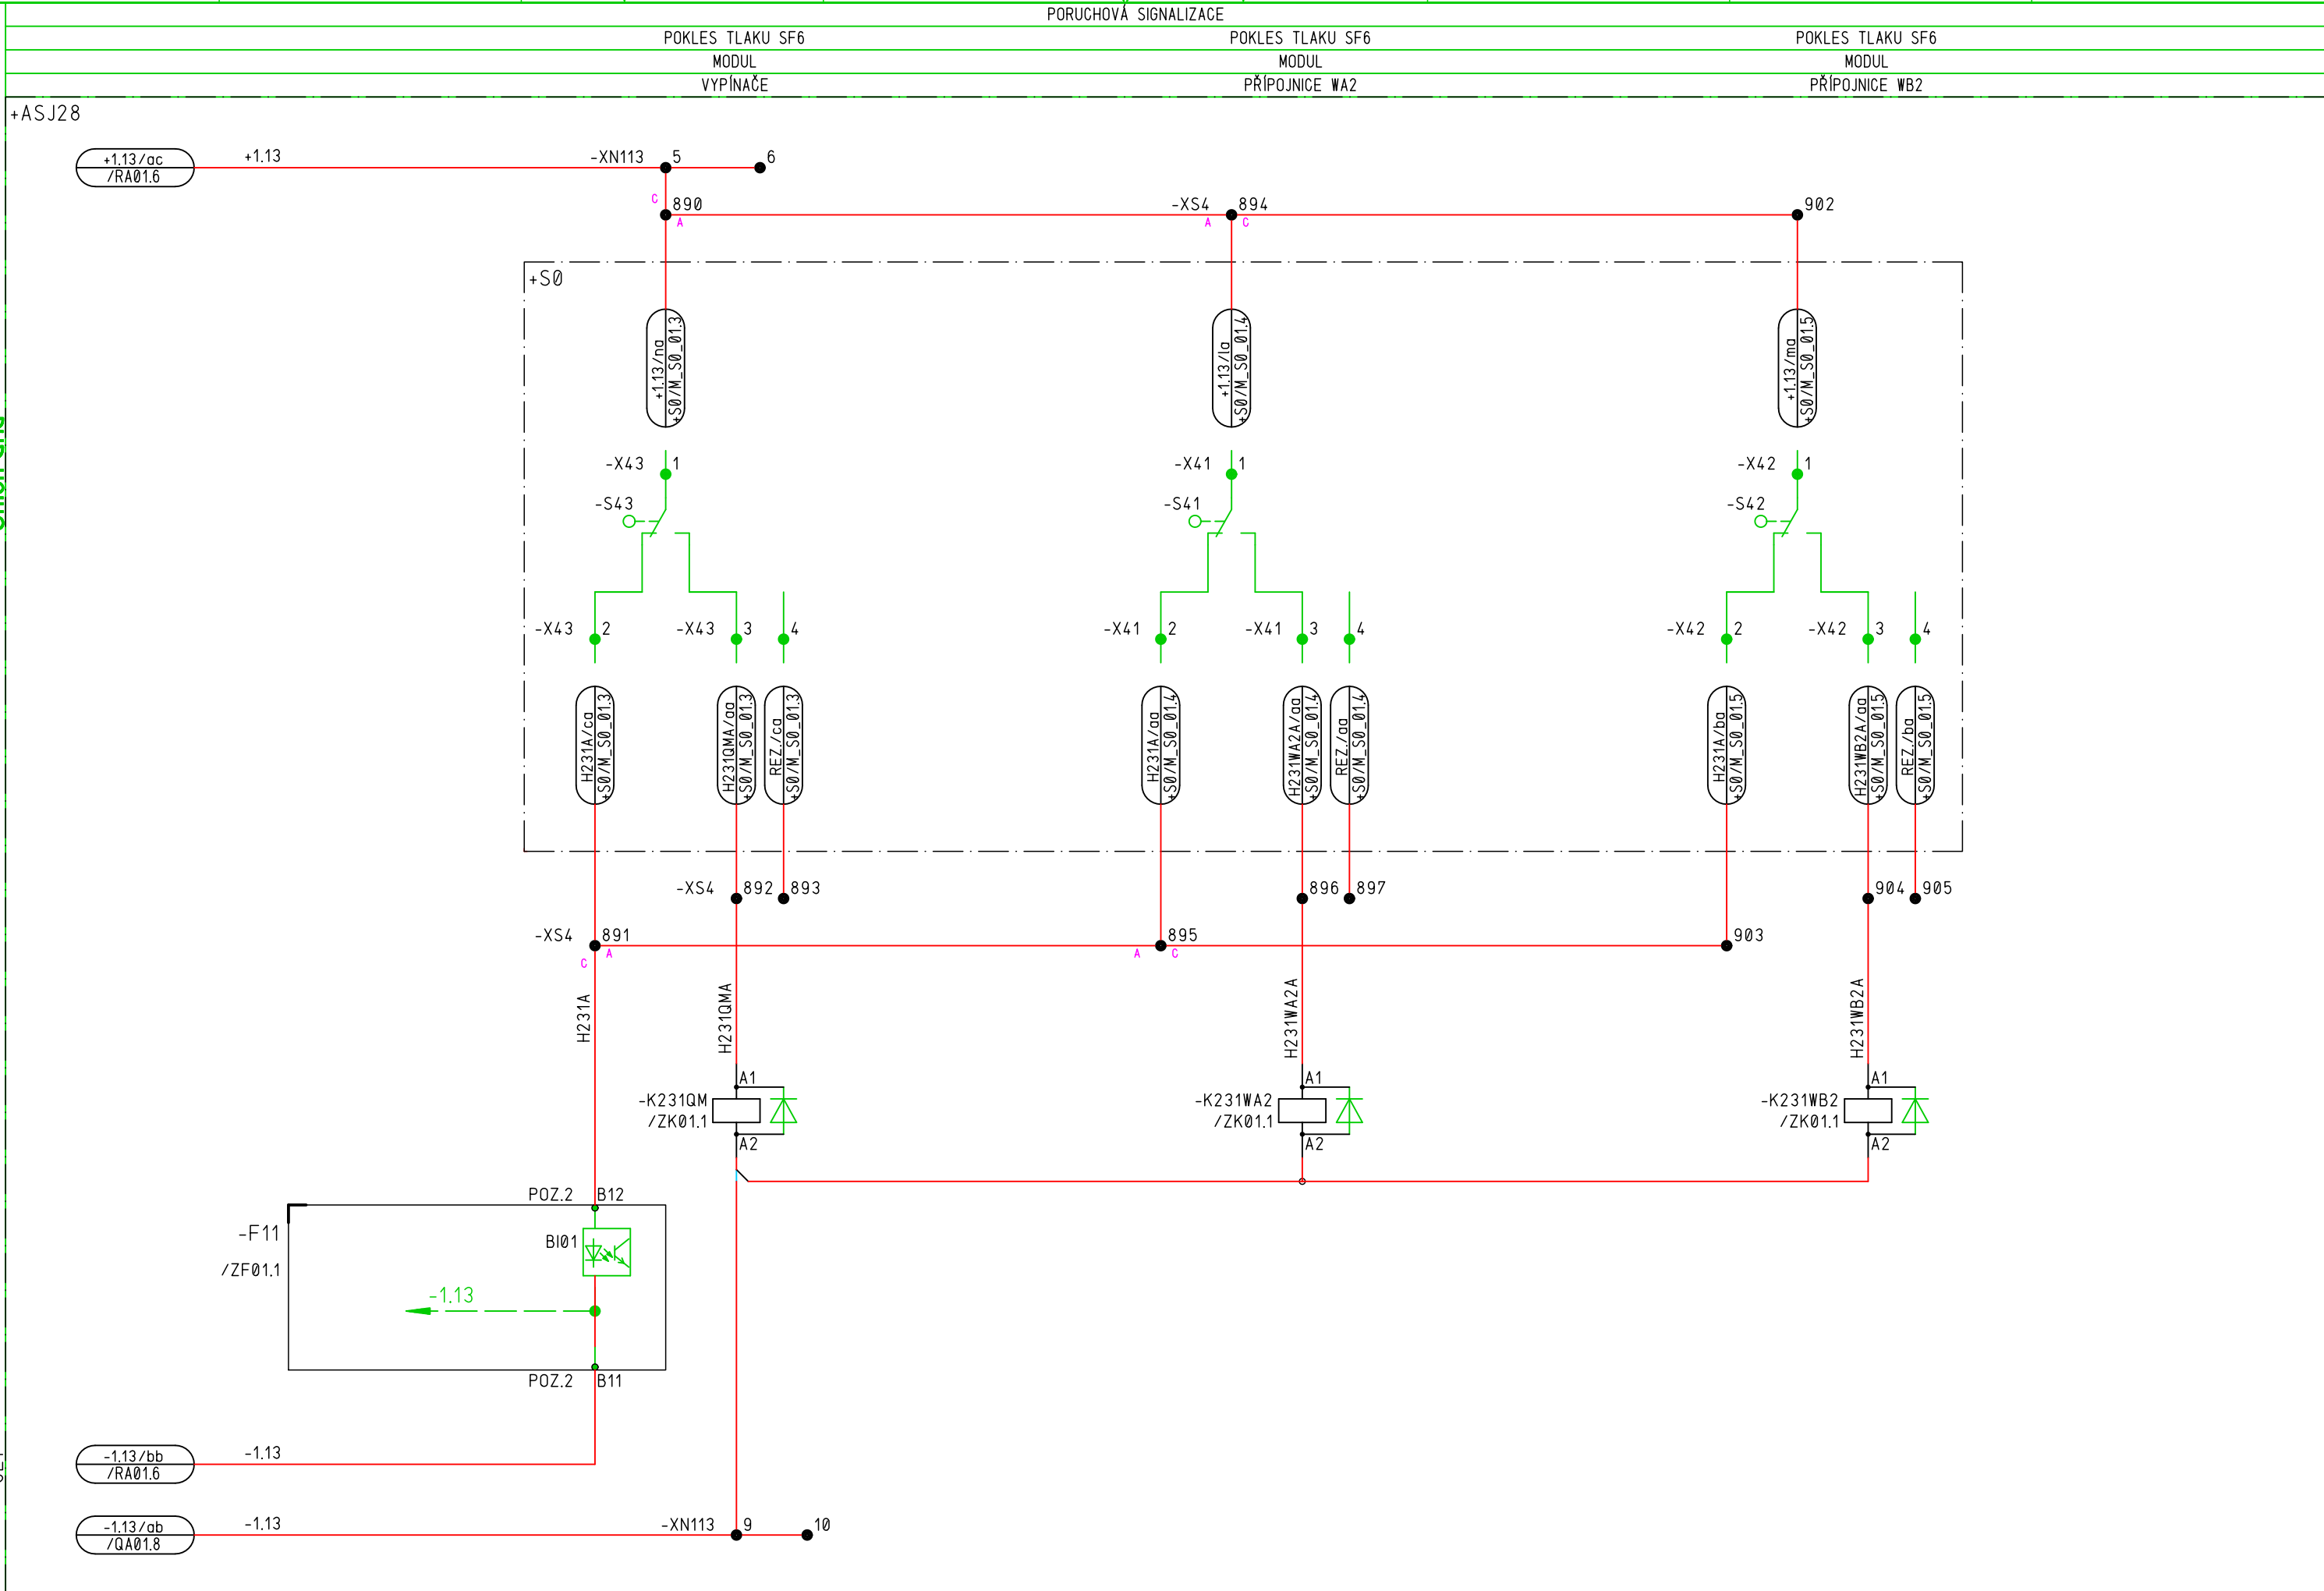 PORUCHOVÁ SIGNALIZACE
POKLES TLAKU SF6 POKLES TLAKU SF6 POKLES TLAKU SF6
MODUL MODUL MODUL
VYPÍNAČE PŘÍPOJNICE WA2 PŘÍPOJNICE WB2
+ASJ28
+1.13/ac
/RA01.6
+1.13
-XN113 5 6
C
890
A
-XS4 894
A C
902
+S0
+1.13/na
+S0/M_S0_01.3
+1.13/la
+S0/M_S0_01.4
+1.13/ma
+S0/M_S0_01.5
-X43 1 -X41 1 -X42 1
-S43 -S41 -S42
-X43 2 -X43 3 4 -X41 2 -X41 3 4 -X42 2 -X42 3 4
H231A/ca
+S0/M_S0_01.3
H231QMA/aa
+S0/M_S0_01.3
REZ./ca
+S0/M_S0_01.3
H231A/aa
+S0/M_S0_01.4
H231WA2A/aa
+S0/M_S0_01.4
REZ./aa
+S0/M_S0_01.4
H231A/ba
+S0/M_S0_01.5
H231WB2A/aa
+S0/M_S0_01.5
REZ./ba
+S0/M_S0_01.5
-XS4 892 893 896 897 904 905
-XS4 891 895 903
C A A C
H231A H231QMA H231WA2A H231WB2A
A1 A1 A1
-K231QM -K231WA2 -K231WB2
/ZK01.1 /ZK01.1 /ZK01.1
A2 A2 A2
POZ.2 B12
-F11
BI01
/ZF01.1
-1.13
POZ.2 B11
-1.13/bb
/RA01.6
-1.13
-1.13/ab
/QA01.8
-1.13
-XN113 9 10